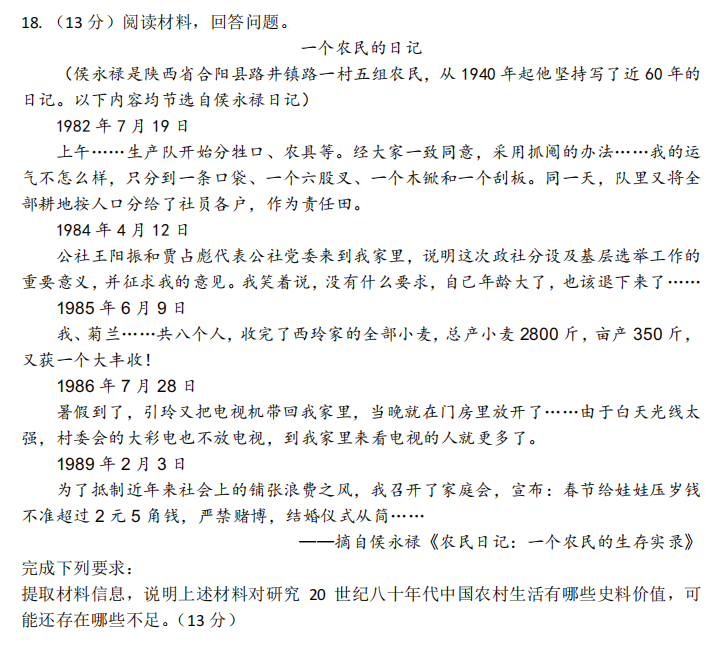 18. （13 分）阅读材料，回答问题。
一个农民的日记
（侯永禄是陕西省合阳县路井镇路一村五组农民，从 1940 年起他坚持写了近 60 年的
日记。以下内容均节选自侯永禄日记）
1982 年 7 月 19 日
上午……生产队开始分牲口、农具等。经大家一致同意，采用抓阄的办法……我的运
气不怎么样，只分到一条口袋、一个六股叉、一个木锨和一个刮板。同一天，队里又将全
部耕地按人口分给了社员各户，作为责任田。
1984 年 4 月 12 日
公社王阳振和贾占彪代表公社党委来到我家里，说明这次政社分设及基层选举工作的
重要意义，并征求我的意见。我笑着说，没有什么要求，自己年龄大了，也该退下来了……
1985 年 6 月 9 日
我、菊兰……共八个人，收完了西玲家的全部小麦，总产小麦 2800 斤，亩产 350 斤，
又获一个大丰收！
1986 年 7 月 28 日
暑假到了，引玲又把电视机带回我家里，当晚就在门房里放开了……由于白天光线太
强，村委会的大彩电也不放电视，到我家里来看电视的人就更多了。
1989 年 2 月 3 日
为了抵制近年来社会上的铺张浪费之风，我召开了家庭会，宣布：春节给娃娃压岁钱
不准超过 2 元 5 角钱，严禁赌博，结婚仪式从简……
——摘自侯永禄《农民日记：一个农民的生存实录》
完成下列要求：
提取材料信息，说明上述材料对研究 20 世纪八十年代中国农村生活有哪些史料价值，可
能还存在哪些不足。（13 分）